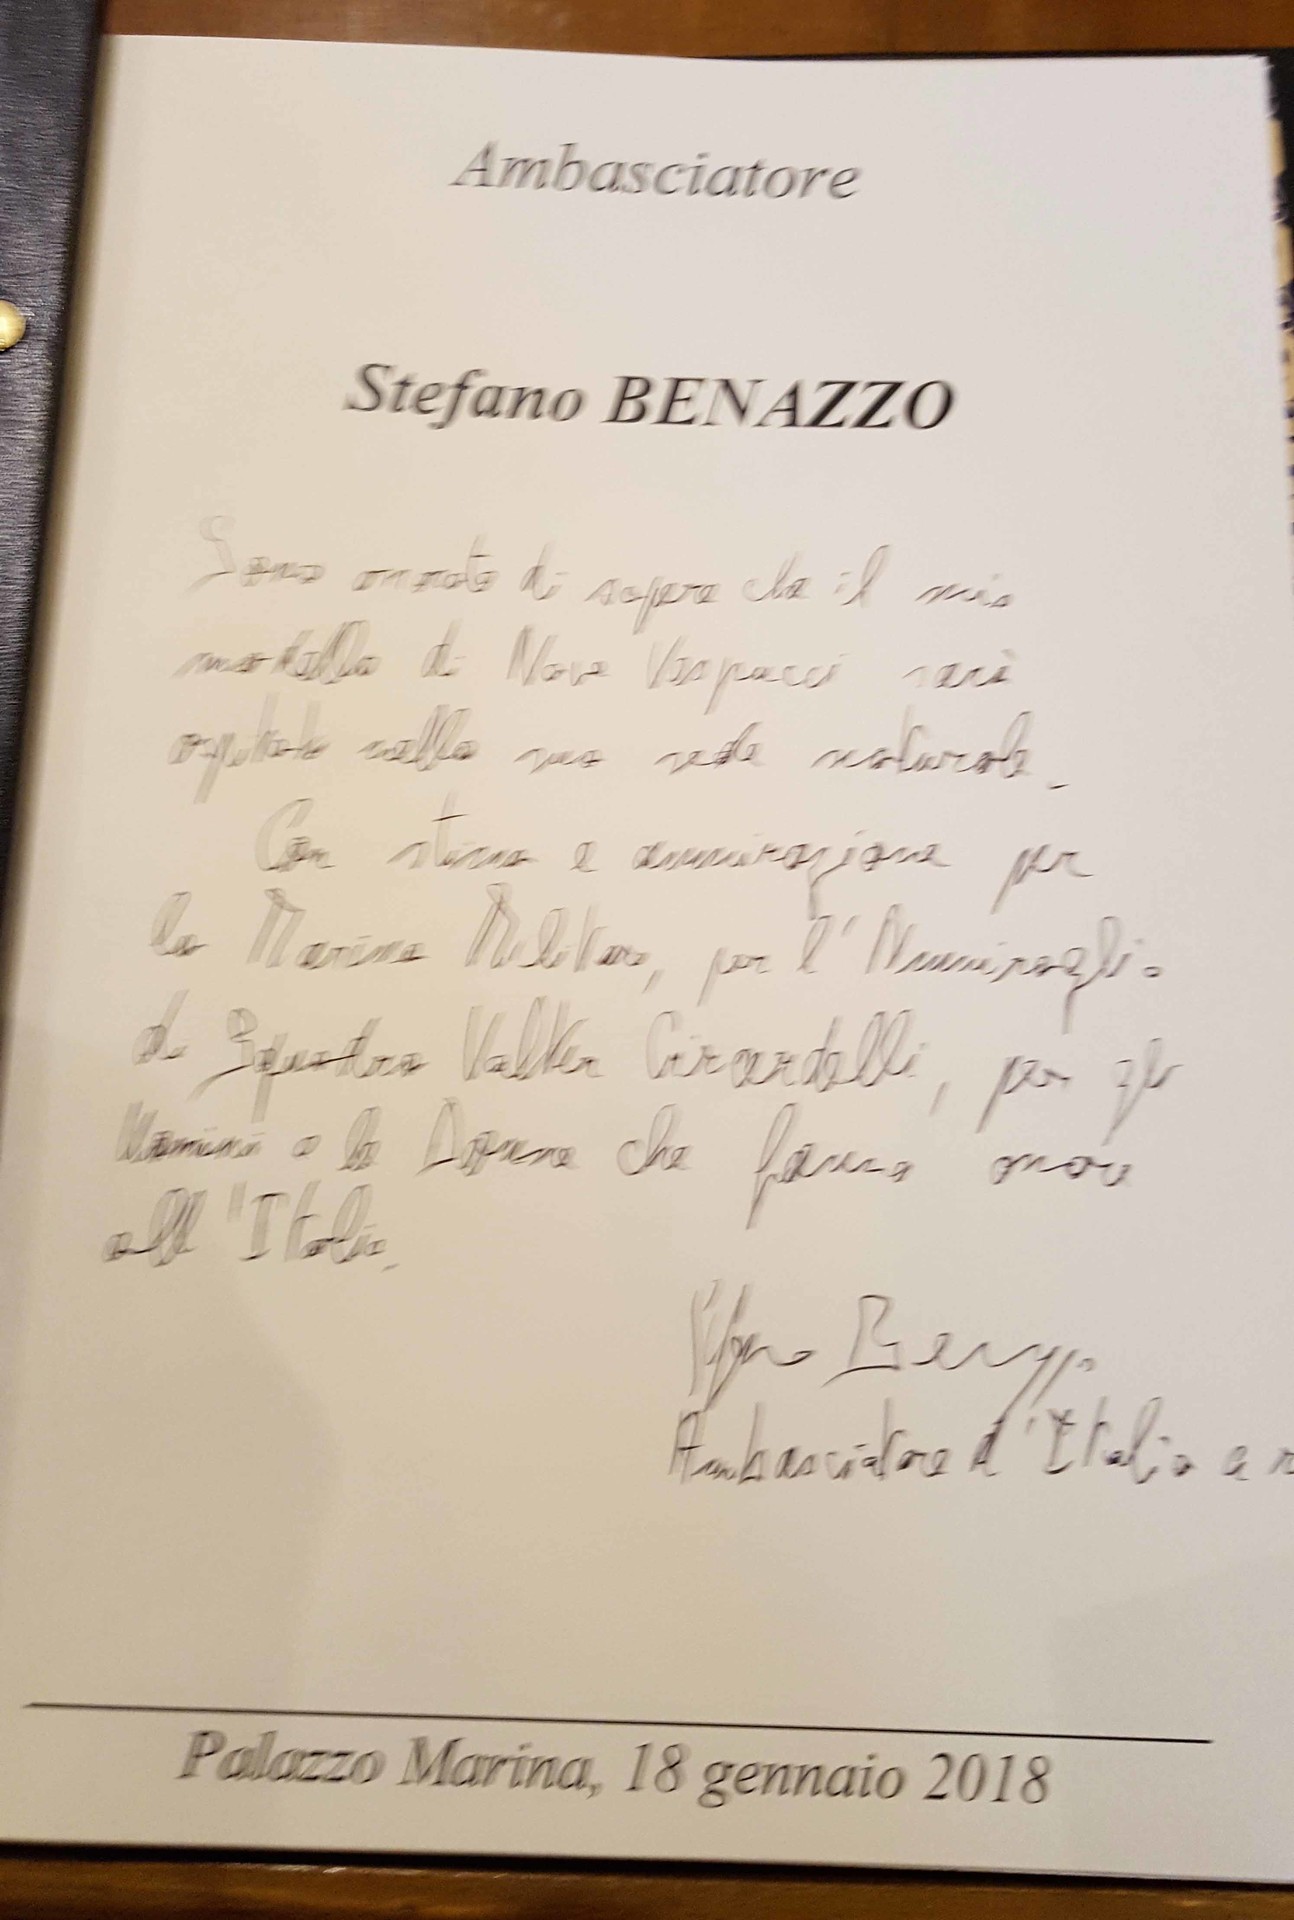 Ambasciatore
Stefano BENAZZO
Sono onorato di sapere che il mio
modello di Nave Vespucci sarà
ospitato nella sua sede naturale.
Con stima e ammirazione per
la Marina Militare, per l'Ammiraglio
di Squadra Valter Girardelli, per gli
Uomini e le Donne che fanno onore
all'Italia.
Stefano Benazzo
Ambasciatore d'Italia a r
Palazzo Marina, 18 gennaio 2018